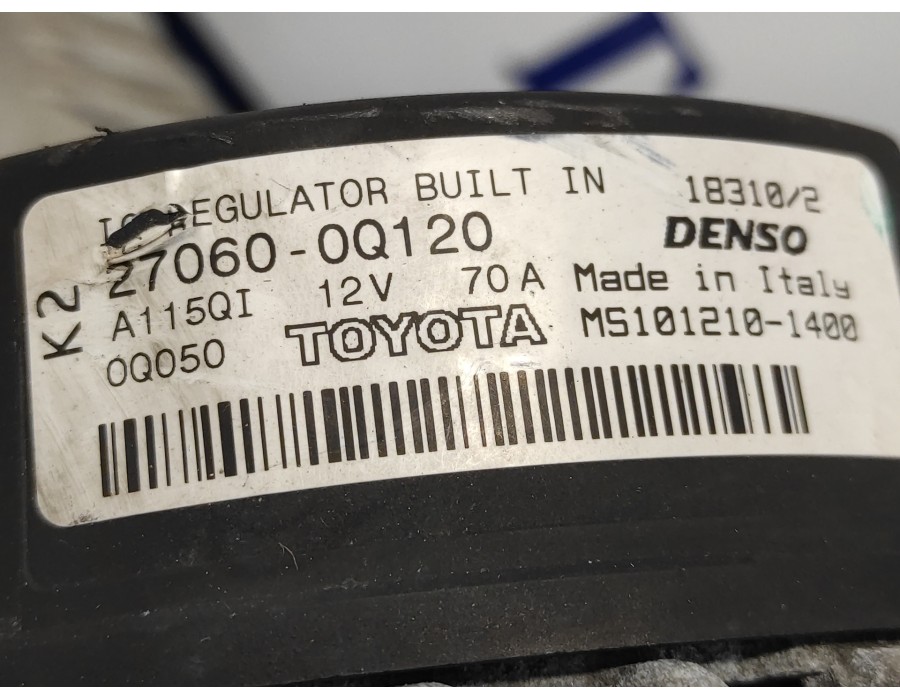 IC REGULATOR BUILT IN
18310/2
27060-0Q120
DENSO
A115QI 12V 70A
Made in Italy
0Q050
TOYOTA
MS101210-1400
K2